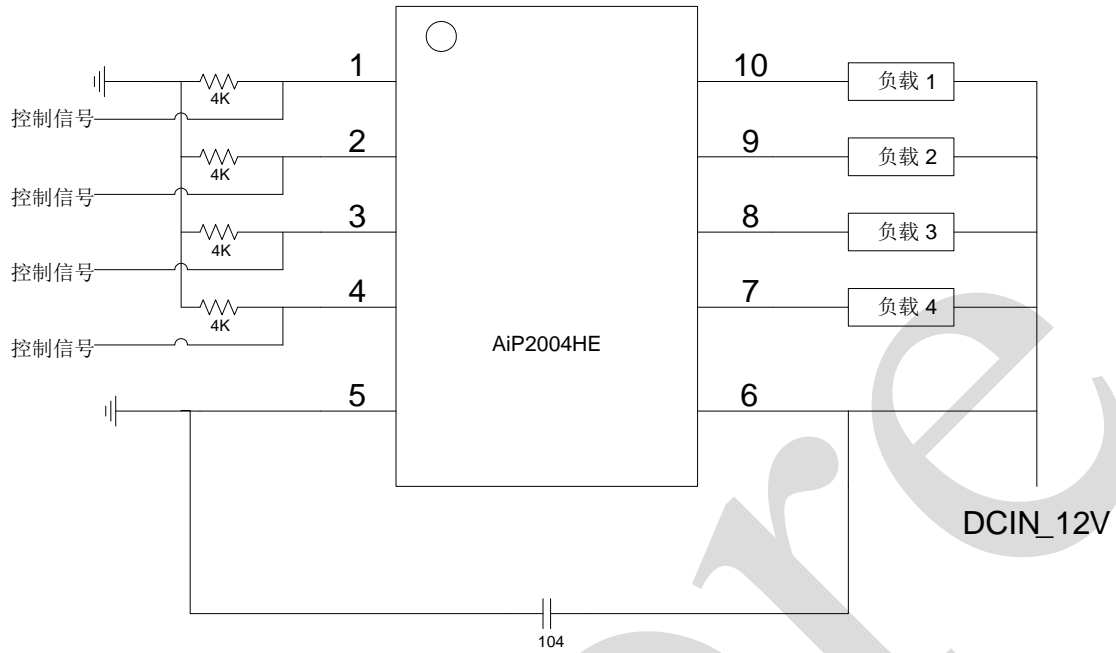 1
10
负载 1
4K
控制信号
2
9
负载 2
4K
控制信号
3
8
负载 3
4K
控制信号
4
7
负载 4
4K
控制信号
AiP2004HE
5
6
DCIN_12V
104
re